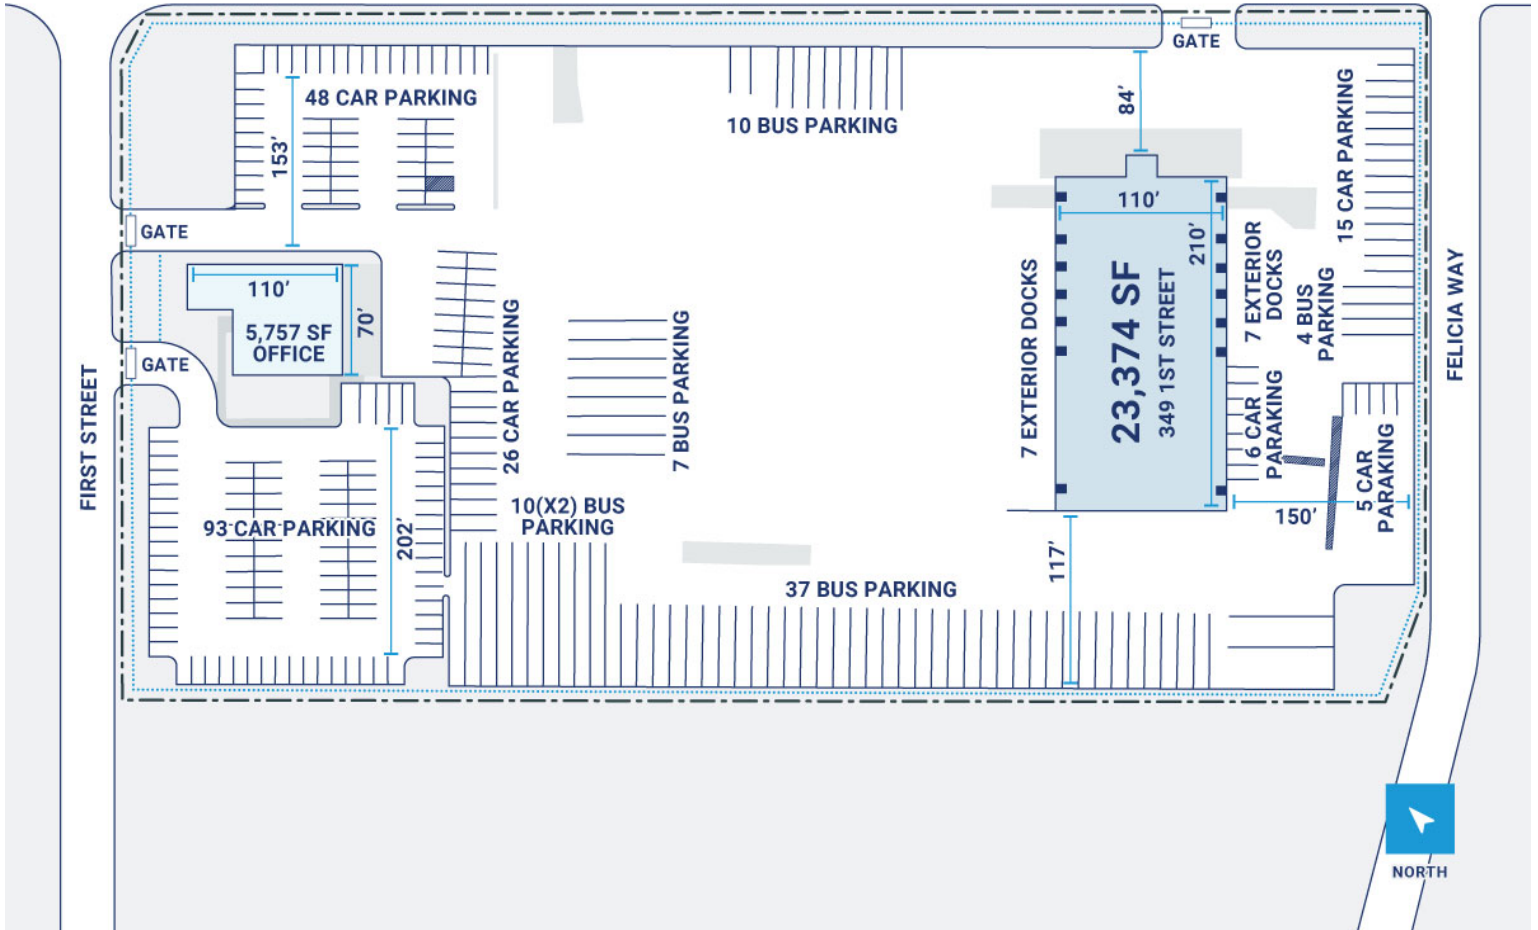 GATE
48 CAR PARKING
10 BUS PARKING
84’
153’
15 CAR PARKING
GATE
110’
210’
110’
70’
5,757 SF
OFFICE
GATE
7 EXTERIOR DOCKS
23,374 SF
349 1ST STREET
7 EXTERIOR
DOCKS
4 BUS
PARKING
FELICIA WAY
26 CAR PARKING
7 BUS PARKING
6 CAR
PARAKING
5 CAR
PARAKING
FIRST STREET
93 CAR PARKING
202’
10(X2) BUS
PARKING
150’
117’
37 BUS PARKING
NORTH